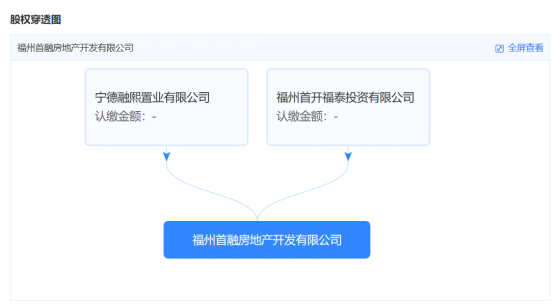 股权穿透图
福州首融房地产开发有限公司
全屏查看
宁德融熙置业有限公司
认缴金额：-
福州首开福泰投资有限公司
认缴金额：-
福州首融房地产开发有限公司